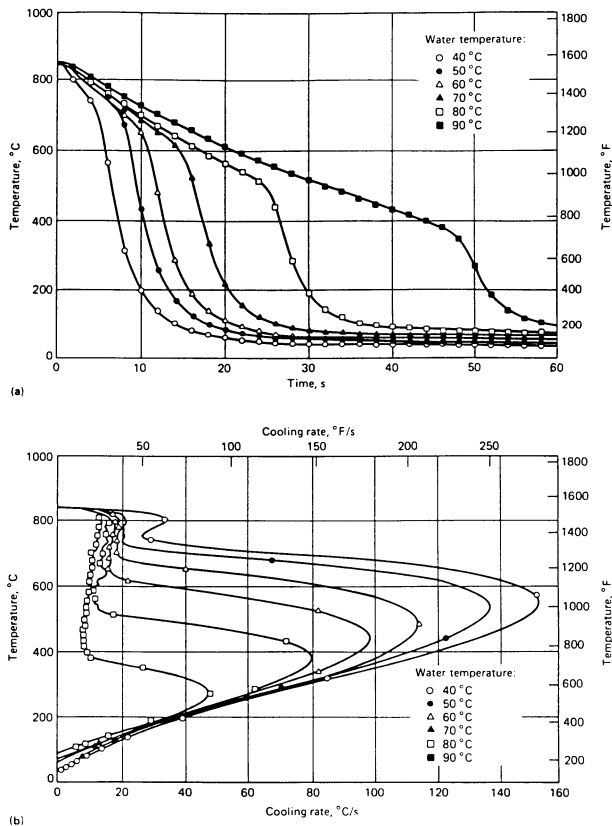 1000
800
600
400
200
0
Temperature, °C
1800
1600
1400
1200
1000
800
600
400
200
Temperature, °F
Water temperature:
40 °C
50 °C
60 °C
70 °C
80 °C
90 °C
0 10 20 30 40 50 60
Time, s
(a)
Cooling rate, °F/s
50 100 150 200 250
1000
800
600
400
200
0
Temperature, °C
1800
1600
1400
1200
1000
800
600
400
200
Temperature, °F
Water temperature:
40 °C
50 °C
60 °C
70 °C
80 °C
90 °C
0 20 40 60 80 100 120 140 160
Cooling rate, °C/s
(b)